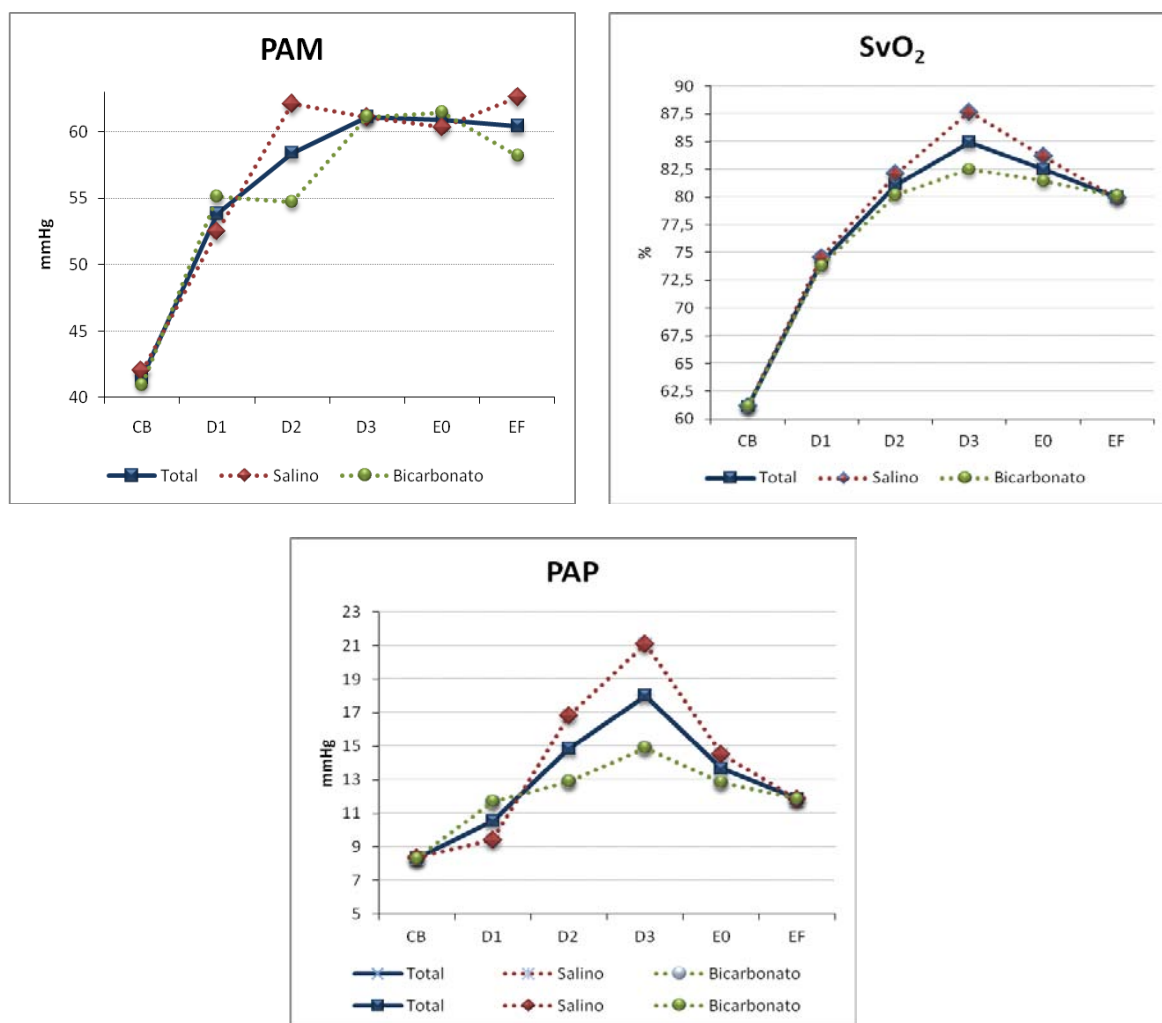 PAM
60
55
50
45
40
mmHg
CB D1 D2 D3 E0 EF
Total Salino Bicarbonato
SvO₂
90
87,5
85
82,5
80
77,5
75
72,5
70
67,5
65
62,5
60
%
CB D1 D2 D3 E0 EF
Total Salino Bicarbonato
PAP
23
21
19
17
15
13
11
9
7
5
mmHg
CB D1 D2 D3 E0 EF
Total Salino Bicarbonato
Total Salino Bicarbonato